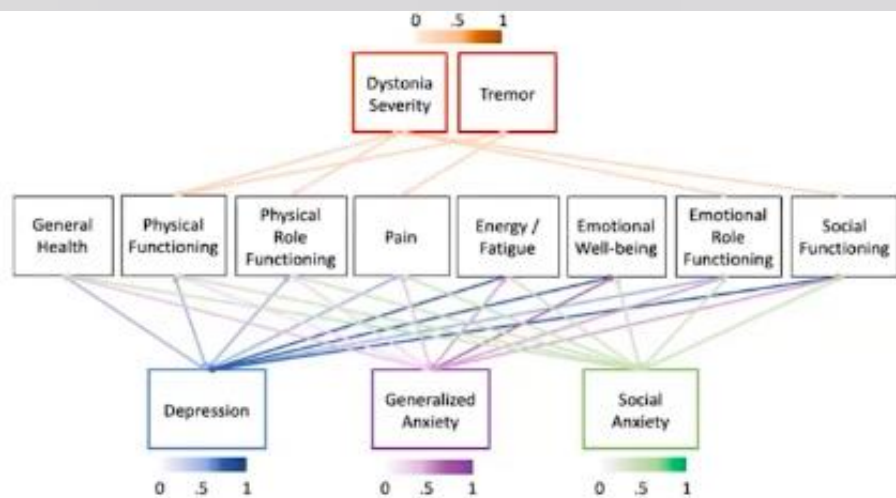 0 .5 1
Dystonia
Severity
Tremor
General
Health
Physical
Functioning
Physical
Role
Functioning
Pain
Energy /
Fatigue
Emotional
Well-being
Emotional
Role
Functioning
Social
Functioning
Depression
Generalized
Anxiety
Social
Anxiety
0 .5 1
0 .5 1
0 .5 1